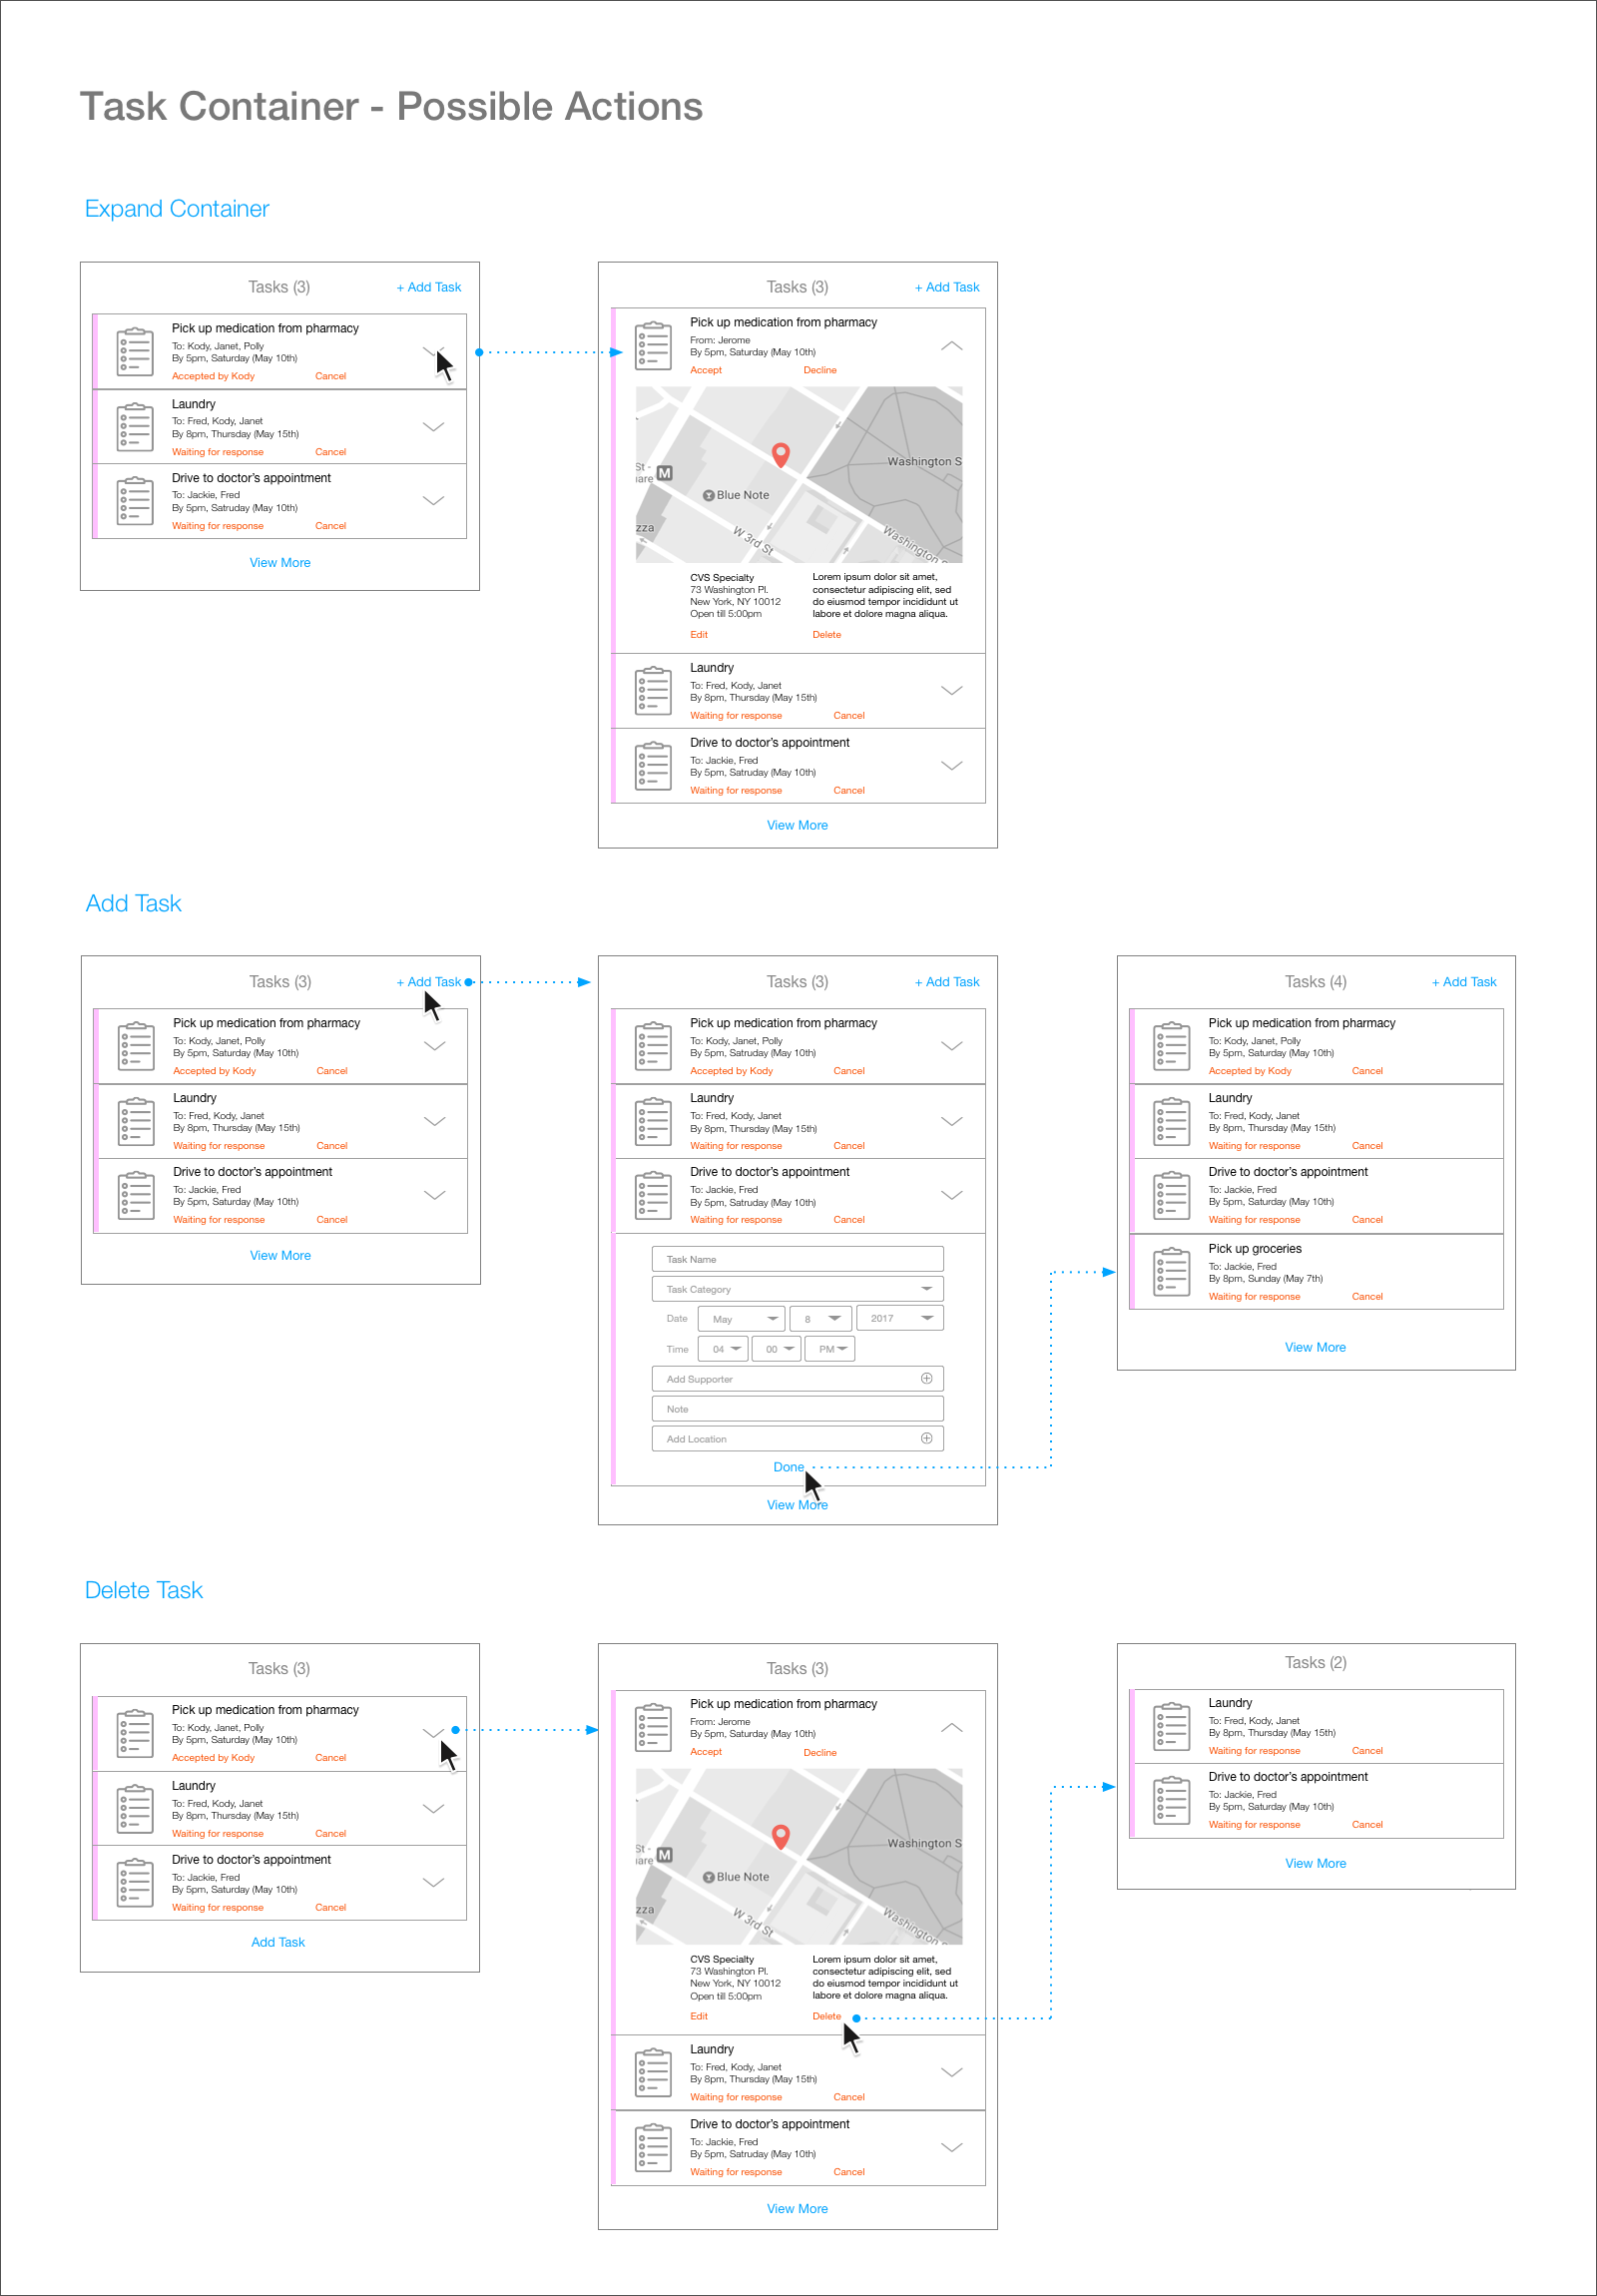 Task Container - Possible Actions
Expand Container
Tasks (3)
+ Add Task
Pick up medication from pharmacy
To: Kody, Janet, Polly
By 5pm, Saturday (May 10th)
Accepted by Kody Cancel
Laundry
To: Fred, Kody, Janet
By 8pm, Thursday (May 15th)
Waiting for response Cancel
Drive to doctor's appointment
To: Jackie, Fred
By 5pm, Satruday (May 10th)
Waiting for response Cancel
View More
Tasks (3)
+ Add Task
Pick up medication from pharmacy
From: Jerome
By 5pm, Saturday (May 10th)
Accept Decline
Washington S
St -
uare M
Blue Note
zza
W 3rd St
Washington S
CVS Specialty
73 Washington Pl.
New York, NY 10012
Open till 5:00pm
Lorem ipsum dolor sit amet,
consectetur adipiscing elit, sed
do eiusmod tempor incididunt ut
labore et dolore magna aliqua.
Edit Delete
Laundry
To: Fred, Kody, Janet
By 8pm, Thursday (May 15th)
Waiting for response Cancel
Drive to doctor's appointment
To: Jackie, Fred
By 5pm, Satruday (May 10th)
Waiting for response Cancel
View More
Add Task
Tasks (3)
+ Add Task
Pick up medication from pharmacy
To: Kody, Janet, Polly
By 5pm, Saturday (May 10th)
Accepted by Kody Cancel
Laundry
To: Fred, Kody, Janet
By 8pm, Thursday (May 15th)
Waiting for response Cancel
Drive to doctor's appointment
To: Jackie, Fred
By 5pm, Satruday (May 10th)
Waiting for response Cancel
View More
Tasks (3)
+ Add Task
Pick up medication from pharmacy
To: Kody, Janet, Polly
By 5pm, Satruday (May 10th)
Accepted by Kody Cancel
Laundry
To: Fred, Kody, Janet
By 8pm, Thursday (May 15th)
Waiting for response Cancel
Drive to doctor's appointment
To: Jackie, Fred
By 5pm, Satruday (May 10th)
Waiting for response Cancel
Task Name
Task Category
Date May 8 2017
Time 04 00 PM
Add Supporter
Note
Add Location
Done
View More
Tasks (4)
+ Add Task
Pick up medication from pharmacy
To: Kody, Janet, Polly
By 5pm, Saturday (May 10th)
Accepted by Kody Cancel
Laundry
To: Fred, Kody, Janet
By 8pm, Thursday (May 15th)
Waiting for response Cancel
Drive to doctor's appointment
To: Jackie, Fred
By 5pm, Satruday (May 10th)
Waiting for response Cancel
Pick up groceries
To: Jackie, Fred
By 8pm, Sunday (May 7th)
Waiting for response Cancel
View More
Delete Task
Tasks (3)
Pick up medication from pharmacy
To: Kody, Janet, Polly
By 5pm, Saturday (May 10th)
Accepted by Kody Cancel
Laundry
To: Fred, Kody, Janet
By 8pm, Thursday (May 15th)
Waiting for response Cancel
Drive to doctor's appointment
To: Jackie, Fred
By 5pm, Satruday (May 10th)
Waiting for response Cancel
Add Task
Tasks (3)
Pick up medication from pharmacy
From: Jerome
By 5pm, Saturday (May 10th)
Accept Decline
Washington S
St -
uare M
Blue Note
zza
W 3rd St
Washington S
CVS Specialty
73 Washington Pl.
New York, NY 10012
Open till 5:00pm
Lorem ipsum dolor sit amet,
consectetur adipiscing elit, sed
do eiusmod tempor incididunt ut
labore et dolore magna aliqua.
Edit Delete
Laundry
To: Fred, Kody, Janet
By 8pm, Thursday (May 15th)
Waiting for response Cancel
Drive to doctor's appointment
To: Jackie, Fred
By 5pm, Satruday (May 10th)
Waiting for response Cancel
View More
Tasks (2)
Laundry
To: Fred, Kody, Janet
By 8pm, Thursday (May 15th)
Waiting for response Cancel
Drive to doctor's appointment
To: Jackie, Fred
By 5pm, Satruday (May 10th)
Waiting for response Cancel
View More